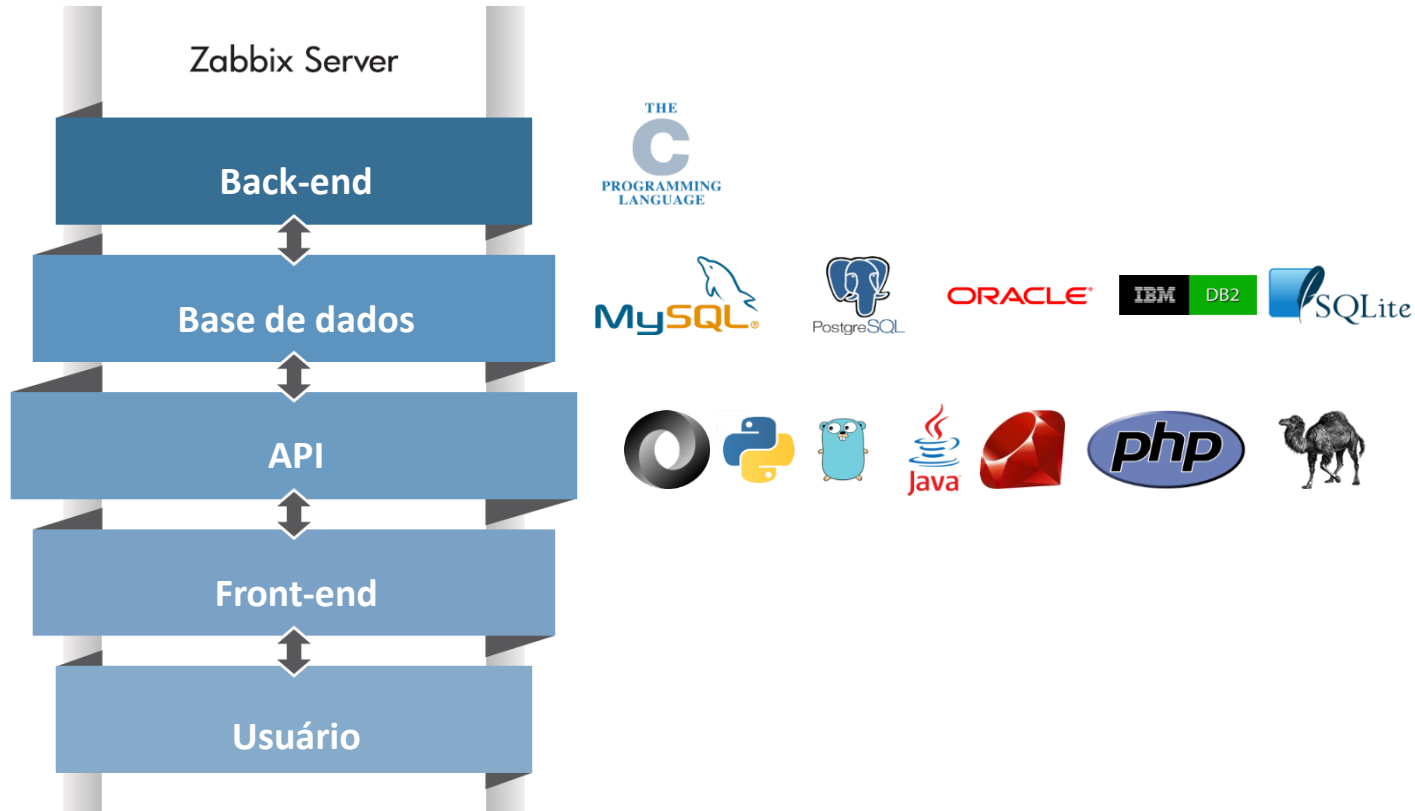 Zabbix Server
Back-end
THE
C
PROGRAMMING
LANGUAGE
Base de dados
MySQL®
PostgreSQL
ORACLE®
IBM DB2
SQLite
API
Java
php
Front-end
Usuário